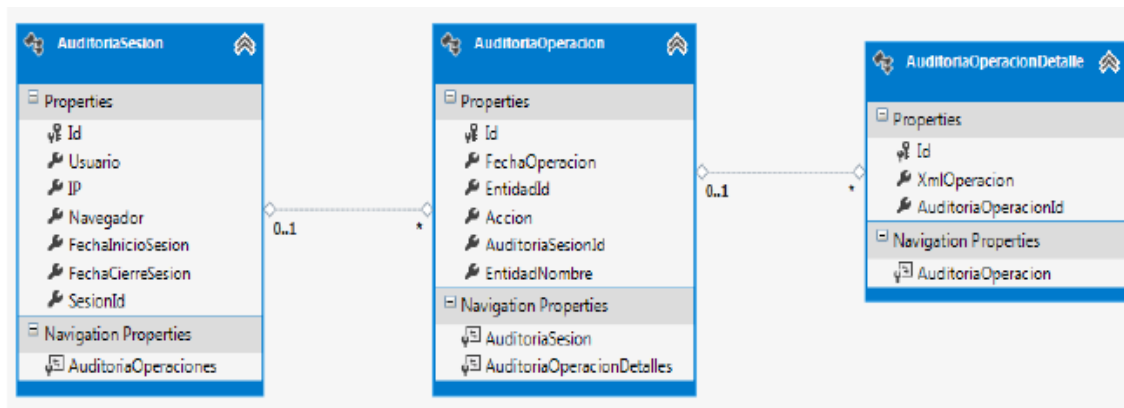 AuditoriaSesion
Properties
Id
Usuario
IP
Navegador
FechaInicioSesion
FechaCierreSesion
SesionId
Navigation Properties
AuditoriaOperaciones
0..1
*
AuditoriaOperacion
Properties
Id
FechaOperacion
EntidadId
Accion
AuditoriaSesionId
EntidadNombre
Navigation Properties
AuditoriaSesion
AuditoriaOperacionDetalles
0..1
*
AuditoriaOperacionDetalle
Properties
Id
XmlOperacion
AuditoriaOperacionId
Navigation Properties
AuditoriaOperacion